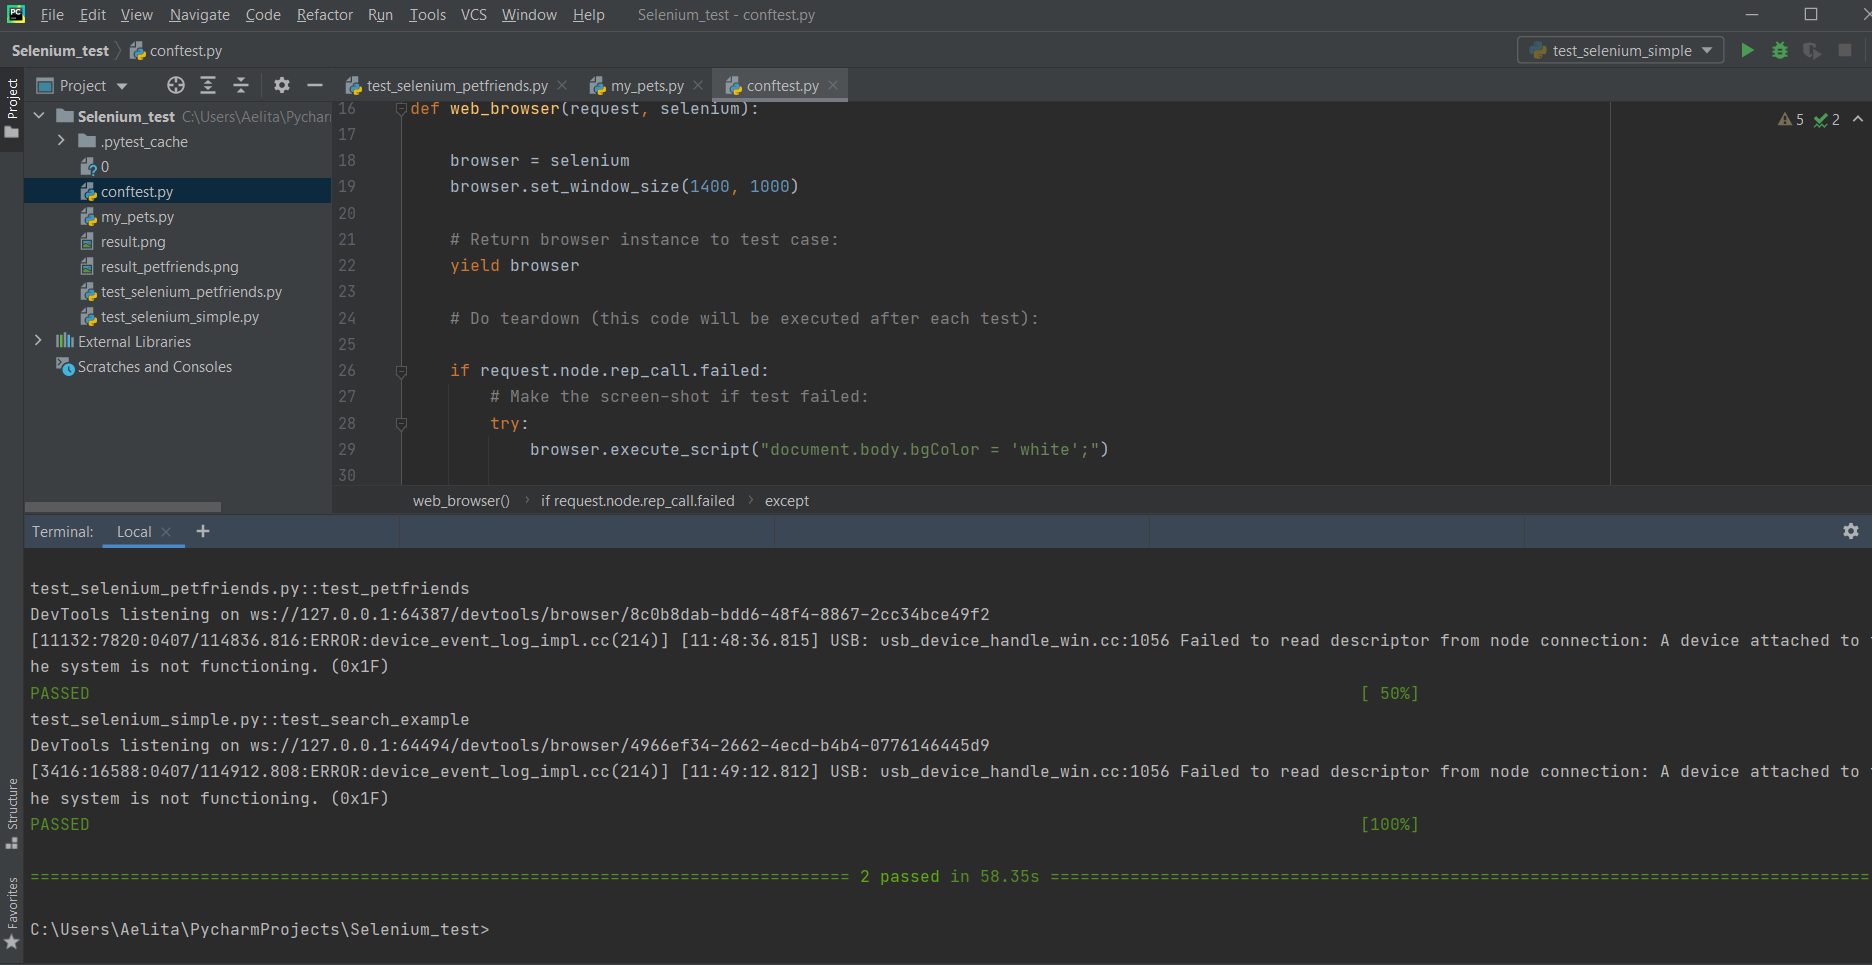 PC File Edit View Navigate Code Refactor Run Tools VCS Window Help Selenium_test - conftest.py
Selenium_test conftest.py test_selenium_simple
Project
Project test_selenium_petfriends.py my_pets.py conftest.py
Selenium_test C:\Users\Aelita\Pycharm
.pytest_cache
0
conftest.py
my_pets.py
result.png
result_petfriends.png
test_selenium_petfriends.py
test_selenium_simple.py
External Libraries
Scratches and Consoles
5 2
16 def web_browser(request, selenium):
17
18 browser = selenium
19 browser.set_window_size(1400, 1000)
20
21 # Return browser instance to test case:
22 yield browser
23
24 # Do teardown (this code will be executed after each test):
25
26 if request.node.rep_call.failed:
27 # Make the screen-shot if test failed:
28 try:
29 browser.execute_script("document.body.bgColor = 'white';")
30
web_browser() if request.node.rep_call.failed except
Terminal: Local
test_selenium_petfriends.py::test_petfriends
DevTools listening on ws://127.0.0.1:64387/devtools/browser/8c0b8dab-bdd6-48f4-8867-2cc34bce49f2
[11132:7820:0407/114836.816:ERROR:device_event_log_impl.cc(214)] [11:48:36.815] USB: usb_device_handle_win.cc:1056 Failed to read descriptor from node connection: A device attached to t
he system is not functioning. (0x1F)
PASSED [ 50%]
test_selenium_simple.py::test_search_example
DevTools listening on ws://127.0.0.1:64494/devtools/browser/4966ef34-2662-4ecd-b4b4-0776146445d9
[3416:16588:0407/114912.808:ERROR:device_event_log_impl.cc(214)] [11:49:12.812] USB: usb_device_handle_win.cc:1056 Failed to read descriptor from node connection: A device attached to t
he system is not functioning. (0x1F)
PASSED [100%]
================================================================================== 2 passed in 58.35s ==================================================================================
C:\Users\Aelita\PycharmProjects\Selenium_test>
Structure
Favorites